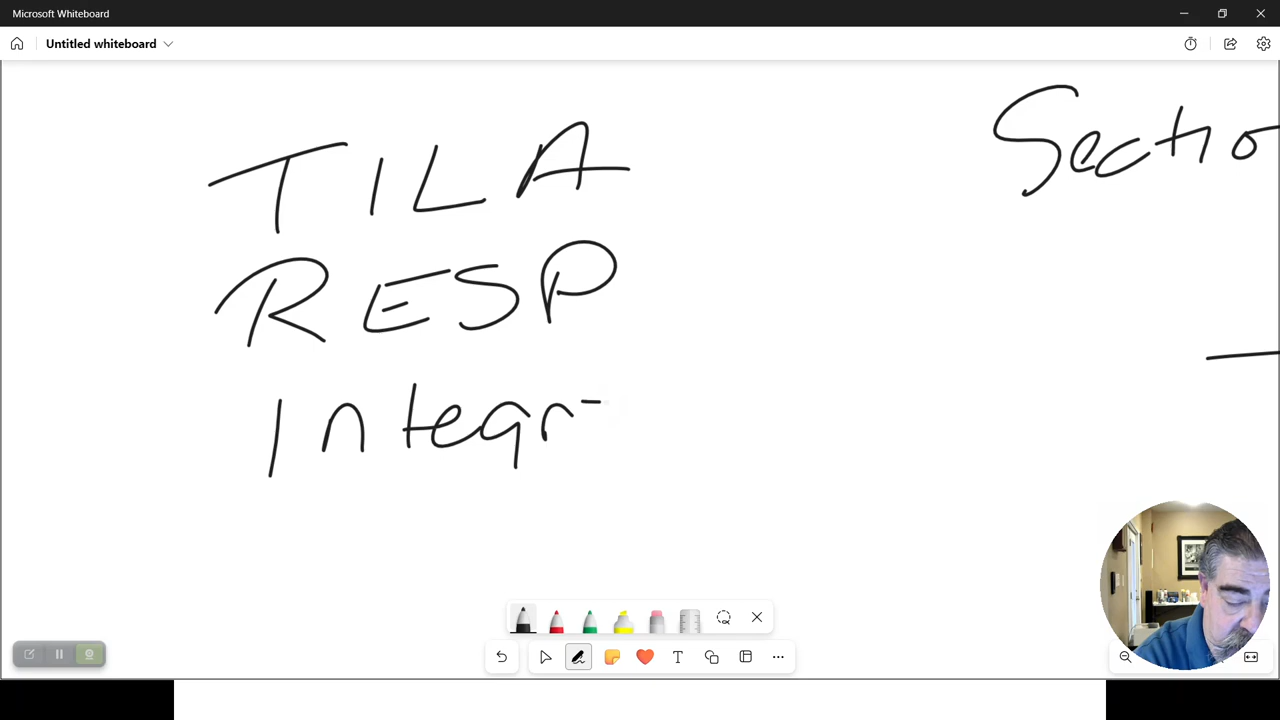 Microsoft Whiteboard
Untitled whiteboard
Sectio
TILA
RESP
Integr-
T